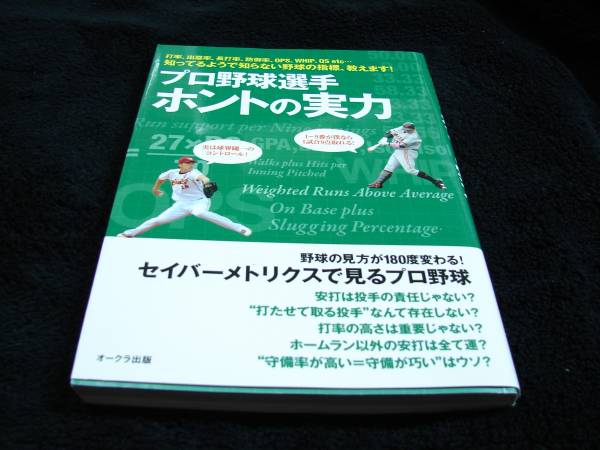 打率、出塁率、長打率、防御率、OPS、WHIP、QS etc…
知ってるようで知らない野球の指標、教えます!
プロ野球選手
ホントの実力
Run support per Nine Innings
27×
実は球界随一の
コントロール!
1~9番が僕なら
1試合9点取れる!
Walks plus Hits per
Inning Pitched
WHIP
Weighted Runs Above Average
OPS
On Base plus
Slugging Percentage
野球の見方が180度変わる!
セイバーメトリクスで見るプロ野球
安打は投手の責任じゃない?
“打たせて取る投手”なんて存在しない?
打率の高さは重要じゃない?
ホームラン以外の安打は全て運?
“守備率が高い=守備が巧い”はウソ?
オークラ出版